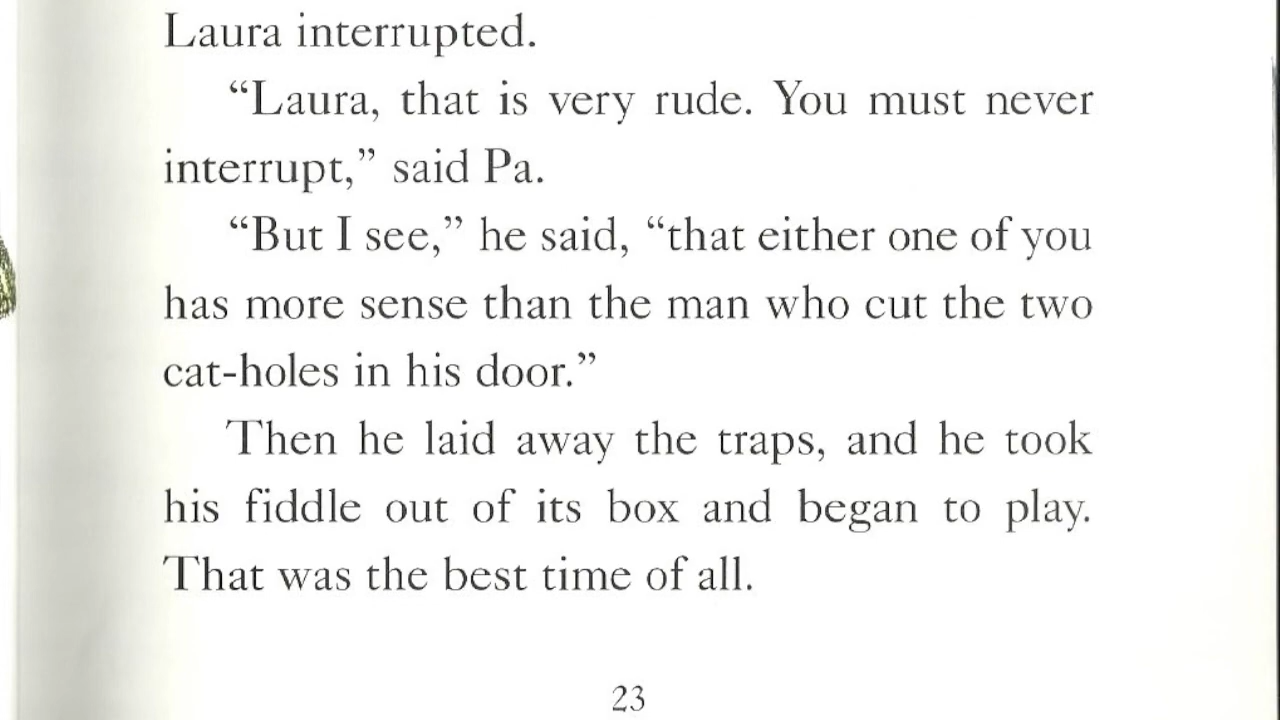 Laura interrupted.
“Laura, that is very rude. You must never
interrupt,” said Pa.
“But I see,” he said, “that either one of you
has more sense than the man who cut the two
cat-holes in his door.”
Then he laid away the traps, and he took
his fiddle out of its box and began to play.
That was the best time of all.
23